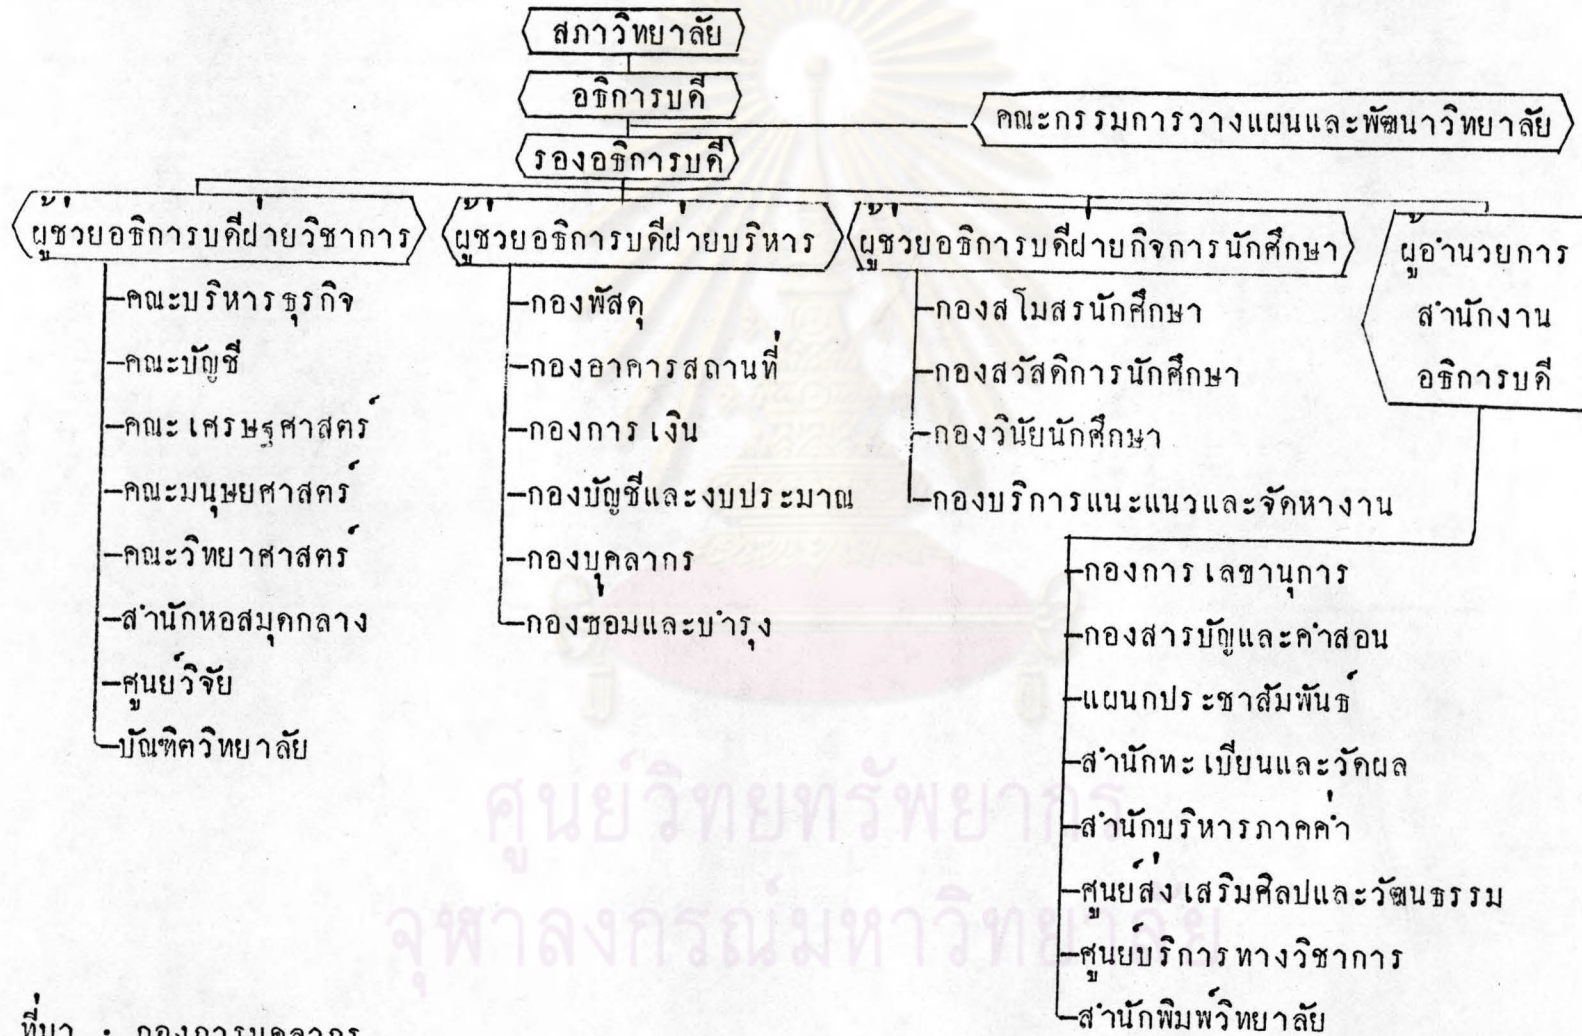 สภาวิทยาลัย
อธิการบดี
คณะกรรมการวางแผนและพัฒนาวิทยาลัย
รองอธิการบดี
ผู้ช่วยอธิการบดีฝ่ายวิชาการ
คณะบริหารธุรกิจ
คณะบัญชี
คณะเศรษฐศาสตร์
คณะมนุษยศาสตร์
คณะวิทยาศาสตร์
สำนักหอสมุดกลาง
ศูนย์วิจัย
บัณฑิตวิทยาลัย
ผู้ช่วยอธิการบดีฝ่ายบริหาร
กองพัสดุ
กองอาคารสถานที่
กองการเงิน
กองบัญชีและงบประมาณ
กองบุคลากร
กองซ่อมและบำรุง
ผู้ช่วยอธิการบดีฝ่ายกิจการนักศึกษา
กองสโมสรนักศึกษา
กองสวัสดิการนักศึกษา
กองวินัยนักศึกษา
กองบริการแนะแนวและจัดหางาน
ผู้อำนวยการ
สำนักงาน
อธิการบดี
กองการเลขานุการ
กองสารบัญและคำสอน
แผนกประชาสัมพันธ์
สำนักทะเบียนและวัดผล
สำนักบริหารภาคค่ำ
ศูนย์ส่งเสริมศิลปและวัฒนธรรม
ศูนย์บริการทางวิชาการ
สำนักพิมพ์วิทยาลัย
ศูนย์วิทยทรัพยากร
จุฬาลงกรณ์มหาวิทยาลัย
ที่มา : กองการบุคลากร